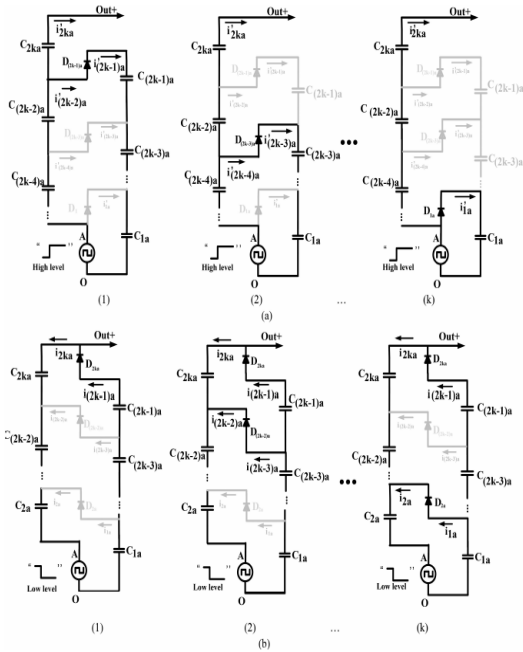 Out+
i'2ka
C2ka
D(2k-1)a
i'(2k-1)a
C(2k-1)a
i'(2k-2)a
C(2k-2)a
C(2k-3)a
C(2k-4)a
A
C1a
“ ”
High level
O
(1)
Out+
i'2ka
C2ka
C(2k-1)a
C(2k-2)a
D(2k-3)a
i'(2k-3)a
C(2k-3)a
i'(2k-4)a
C(2k-4)a
A
C1a
“ ”
High level
O
(2)
Out+
i'2ka
C2ka
C(2k-1)a
C(2k-2)a
C(2k-3)a
C(2k-4)a
D1a
i'1a
A
C1a
“ ”
High level
O
(k)
...
(a)
Out+
i2ka
D2ka
C2ka
i(2k-1)a
C(2k-1)a
C(2k-2)a
C(2k-3)a
i2a
D2a
C2a
i1a
A
C1a
“ ”
Low level
O
(1)
Out+
i2ka
D2ka
C2ka
i(2k-1)a
C(2k-1)a
i(2k-2)a
D(2k-2)a
C(2k-2)a
i(2k-3)a
C(2k-3)a
C2a
A
C1a
“ ”
Low level
O
(2)
Out+
i2ka
D2ka
C2ka
i(2k-1)a
C(2k-1)a
C(2k-2)a
C(2k-3)a
i2a
D2a
C2a
i1a
A
C1a
“ ”
Low level
O
(k)
...
(b)